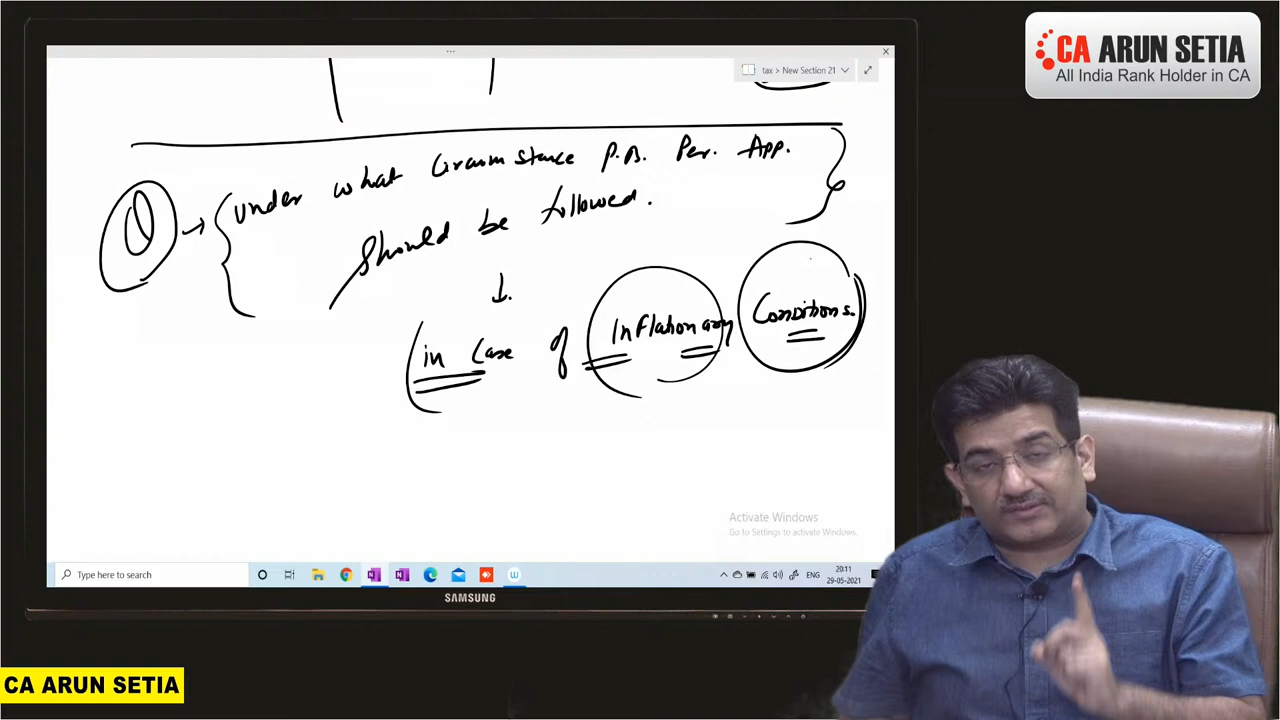 CA ARUN SETIA
All India Rank Holder in CA
tax > New Section 21
Q → Under what Circumstance P.B. Per. App.
Should be followed.
in Case of Inflationary Conditions.
Activate Windows
Go to Settings to activate Windows.
Type here to search
ENG
20:11
29-05-2021
SAMSUNG
CA ARUN SETIA